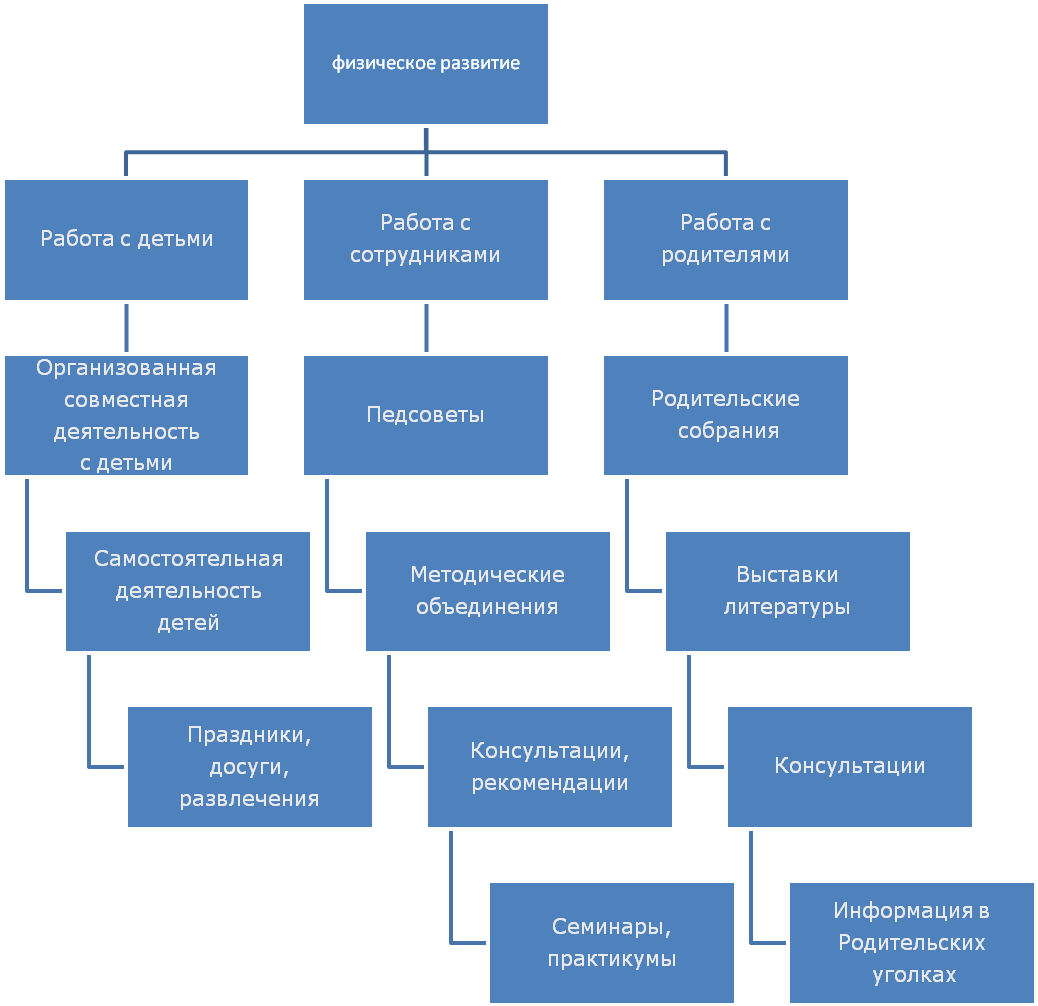 физическое развитие
Работа с детьми
Работа с
сотрудниками
Работа с
родителями
Организованная
совместная
деятельность
с детьми
Педсоветы
Родительские
собрания
Самостоятельная
деятельность
детей
Методические
объединения
Выставки
литературы
Праздники,
досуги,
развлечения
Консультации,
рекомендации
Консультации
Семинары,
практикумы
Информация в
Родительских
уголках